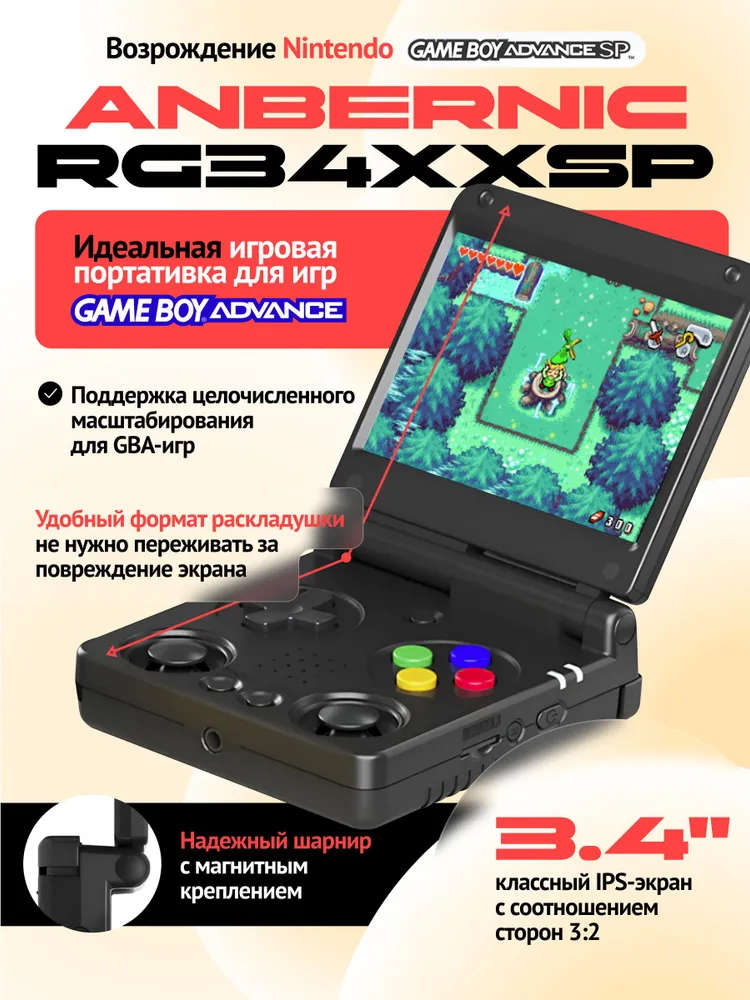 Возрождение Nintendo GAME BOY ADVANCE SP™
ANBERNIC
RG34XXSP
Идеальная игровая
портативка для игр
GAME BOY ADVANCE
Поддержка целочисленного
масштабирования
для GBA-игр
Удобный формат раскладушки
не нужно переживать за
повреждение экрана
300
Надежный шарнир
с магнитным
креплением
3.4"
классный IPS-экран
с соотношением
сторон 3:2